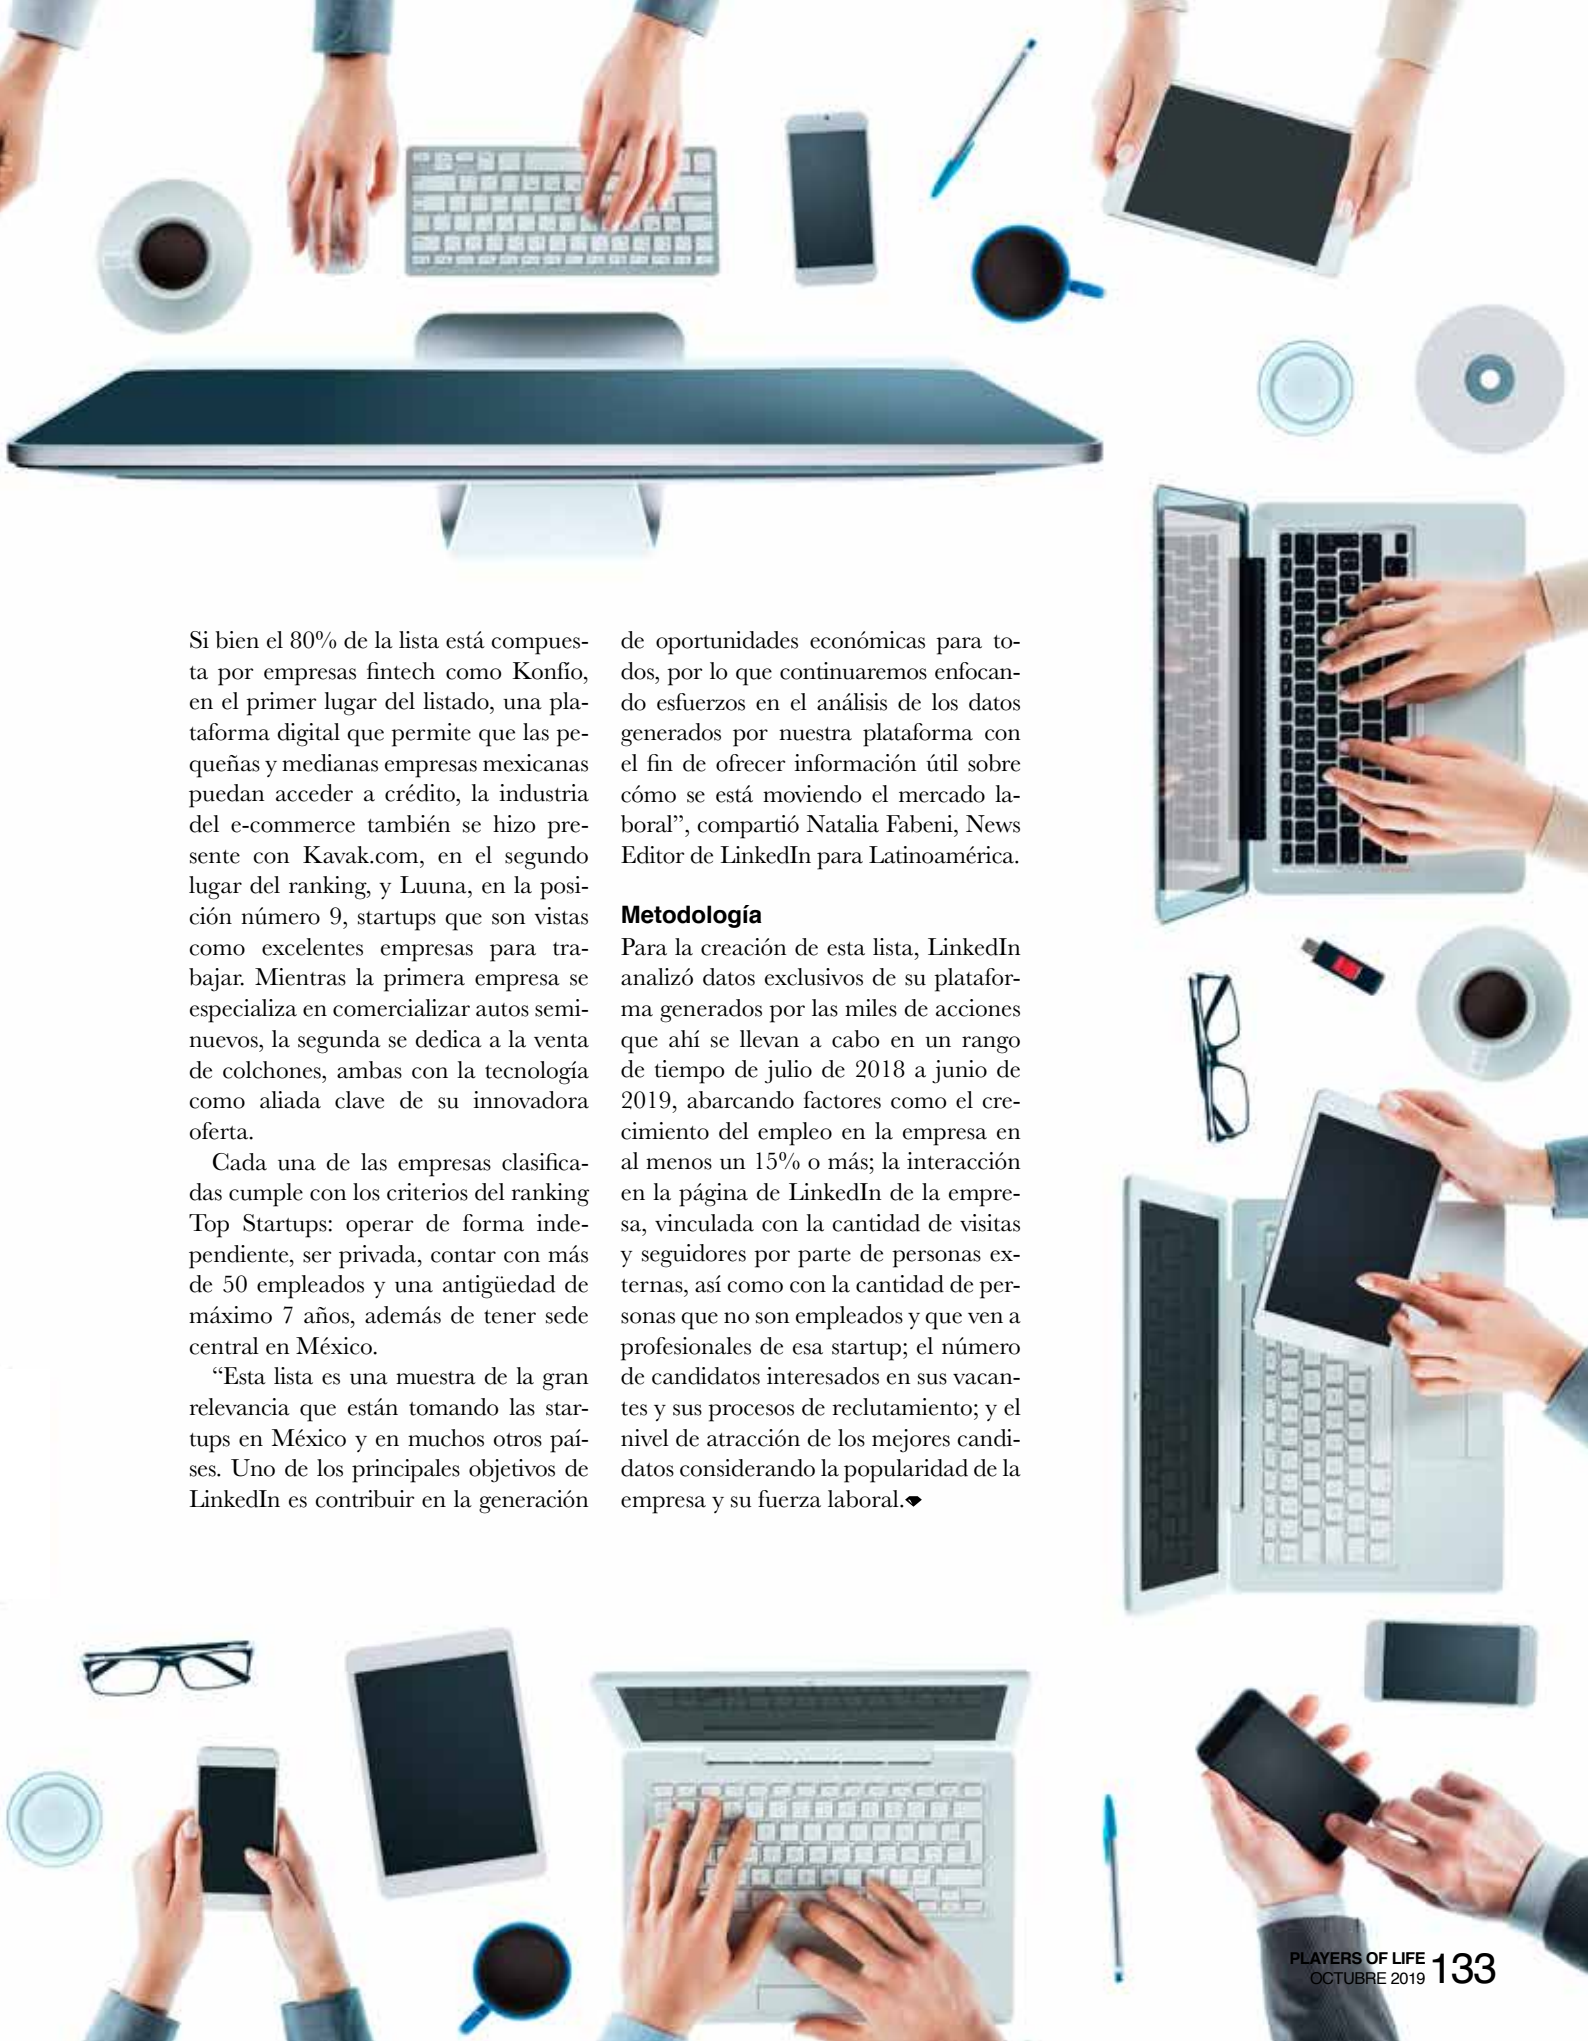 Si bien el 80% de la lista está compues-
ta por empresas fintech como Konfío,
en el primer lugar del listado, una pla-
taforma digital que permite que las pe-
queñas y medianas empresas mexicanas
puedan acceder a crédito, la industria
del e-commerce también se hizo pre-
sente con Kavak.com, en el segundo
lugar del ranking, y Luuna, en la posi-
ción número 9, startups que son vistas
como excelentes empresas para tra-
bajar. Mientras la primera empresa se
especializa en comercializar autos semi-
nuevos, la segunda se dedica a la venta
de colchones, ambas con la tecnología
como aliada clave de su innovadora
oferta.
Cada una de las empresas clasifica-
das cumple con los criterios del ranking
Top Startups: operar de forma inde-
pendiente, ser privada, contar con más
de 50 empleados y una antigüedad de
máximo 7 años, además de tener sede
central en México.
“Esta lista es una muestra de la gran
relevancia que están tomando las star-
tups en México y en muchos otros paí-
ses. Uno de los principales objetivos de
LinkedIn es contribuir en la generación
de oportunidades económicas para to-
dos, por lo que continuaremos enfocan-
do esfuerzos en el análisis de los datos
generados por nuestra plataforma con
el fin de ofrecer información útil sobre
cómo se está moviendo el mercado la-
boral”, compartió Natalia Fabeni, News
Editor de LinkedIn para Latinoamérica.
Metodología
Para la creación de esta lista, LinkedIn
analizó datos exclusivos de su platafor-
ma generados por las miles de acciones
que ahí se llevan a cabo en un rango
de tiempo de julio de 2018 a junio de
2019, abarcando factores como el cre-
cimiento del empleo en la empresa en
al menos un 15% o más; la interacción
en la página de LinkedIn de la empre-
sa, vinculada con la cantidad de visitas
y seguidores por parte de personas ex-
ternas, así como con la cantidad de per-
sonas que no son empleados y que ven a
profesionales de esa startup; el número
de candidatos interesados en sus vacan-
tes y sus procesos de reclutamiento; y el
nivel de atracción de los mejores candi-
datos considerando la popularidad de la
empresa y su fuerza laboral.
PLAYERS OF LIFE 133
OCTUBRE 2019